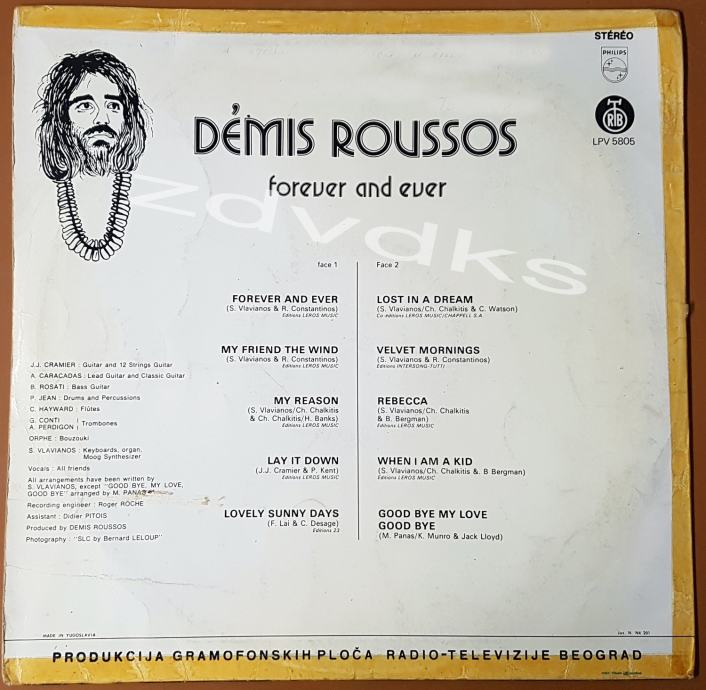 STÉRÉO
PHILIPS
RTB
LPV 5805
DÉMIS ROUSSOS
forever and ever
zdvdks
face 1
FOREVER AND EVER
(S. Vlavianos & R. Constantinos)
Editions LEROS MUSIC
MY FRIEND THE WIND
(S. Vlavianos & R. Constantinos)
Editions LEROS MUSIC
MY REASON
(S. Vlavianos/Ch. Chalkitis
& Ch. Chalkitis/H. Banks)
Editions LEROS MUSIC
LAY IT DOWN
(J.J. Cramier & P. Kent)
Editions LEROS MUSIC
LOVELY SUNNY DAYS
(F. Lai & C. Desage)
Editions 23
Face 2
LOST IN A DREAM
(S. Vlavianos/Ch. Chalkitis & C. Watson)
Co-editions LEROS MUSIC/CHAPPELL S.A.
VELVET MORNINGS
(S. Vlavianos & R. Constantinos)
Editions INTERSONG-TUTTI
REBECCA
(S. Vlavianos/Ch. Chalkitis
& B. Bergman)
Editions LEROS MUSIC
WHEN I AM A KID
(S. Vlavianos/Ch. Chalkitis &. B Bergman)
Editions LEROS MUSIC
GOOD BYE MY LOVE
GOOD BYE
(M. Panas/K. Munro & Jack Lloyd)
J.J. CRAMIER : Guitar and 12 Strings Guitar
A. CARACADAS : Lead Guitar and Classic Guitar
B. ROSATI : Bass Guitar
P. JEAN : Drums and Percussions
C. HAYWARD : Flûtes
G. CONTI
A. PERDIGON : Trombones
ORPHE : Bouzouki
S. VLAVIANOS : Keyboards, organ,
Moog Synthesizer
Vocals : All friends
All arrangements have been written by
S. VLAVIANOS, except "GOOD BYE, MY LOVE,
GOOD BYE" arranged by M. PANAS
Recording engineer : Roger ROCHE
Assistant : Didier PITOIS
Produced by DEMIS ROUSSOS
Photography : "SLC by Bernard LELOUP"
MADE IN YUGOSLAVIA
PRODUKCIJA GRAMOFONSKIH PLOČA RADIO-TELEVIZIJE BEOGRAD